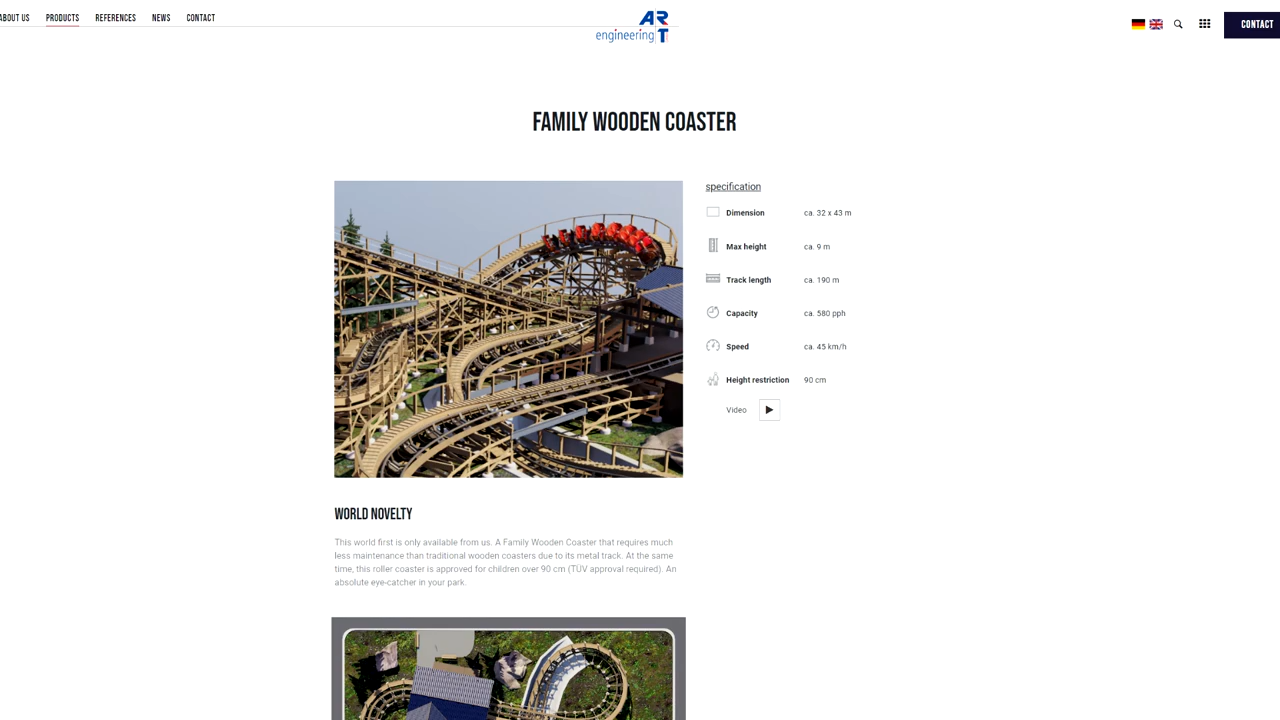 ABOUT US PRODUCTS REFERENCES NEWS CONTACT
AR
engineering T
CONTACT
FAMILY WOODEN COASTER
specification
Dimension ca. 32 x 43 m
Max height ca. 9 m
Track length ca. 190 m
Capacity ca. 580 pph
Speed ca. 45 km/h
Height restriction 90 cm
Video
WORLD NOVELTY
This world first is only available from us. A Family Wooden Coaster that requires much
less maintenance than traditional wooden coasters due to its metal track. At the same
time, this roller coaster is approved for children over 90 cm (TÜV approval required). An
absolute eye-catcher in your park.